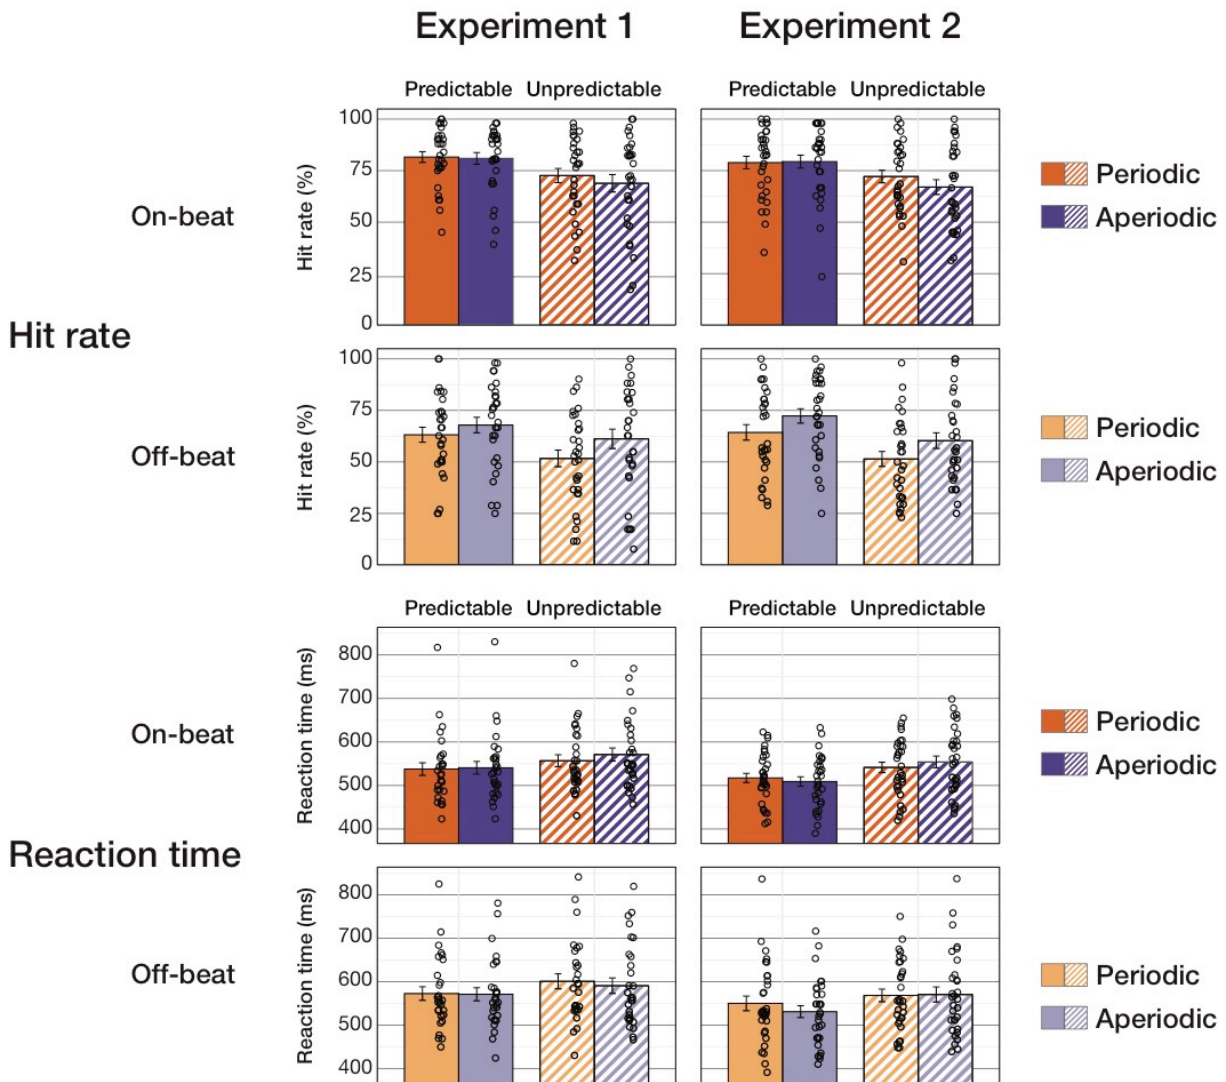 Experiment 1 Experiment 2
Predictable Unpredictable Predictable Unpredictable
On-beat
Hit rate (%)
100
75
50
25
0
Periodic
Aperiodic
Hit rate
Off-beat
Hit rate (%)
100
75
50
25
0
Periodic
Aperiodic
Predictable Unpredictable Predictable Unpredictable
On-beat
Reaction time (ms)
800
700
600
500
400
Periodic
Aperiodic
Reaction time
Off-beat
Reaction time (ms)
800
700
600
500
400
Periodic
Aperiodic